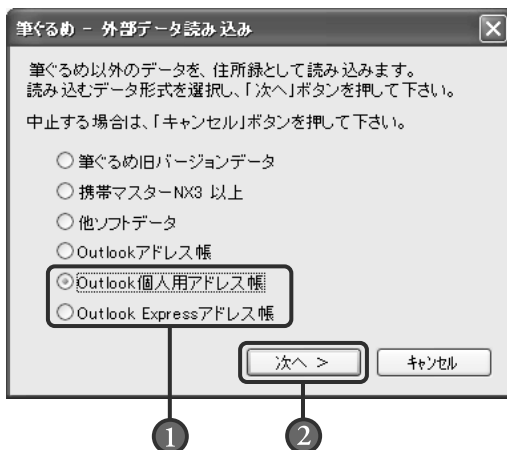 筆ぐるめ - 外部データ読み込み
筆ぐるめ以外のデータを、住所録として読み込みます。
読み込むデータ形式を選択し、「次へ」ボタンを押して下さい。
中止する場合は、「キャンセル」ボタンを押して下さい。
筆ぐるめ旧バージョンデータ
携帯マスターNX3 以上
他ソフトデータ
Outlookアドレス帳
Outlook個人用アドレス帳
Outlook Expressアドレス帳
次へ > キャンセル
1 2